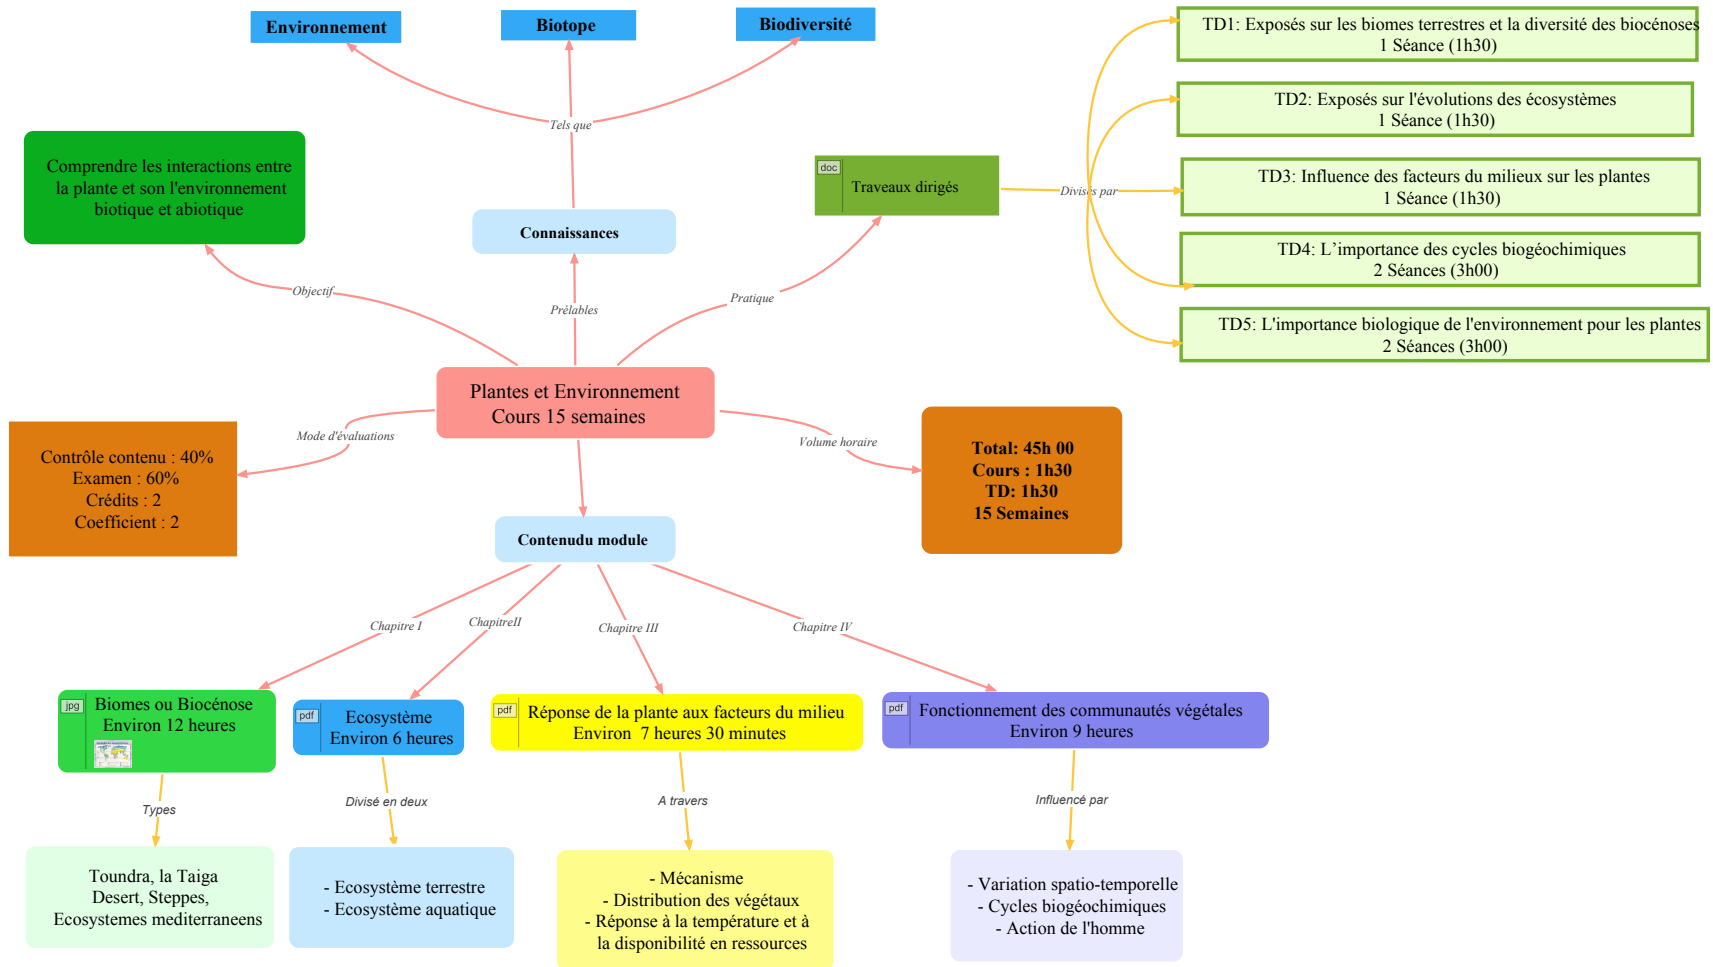 Environnement
Biotope
Biodiversité
Tels que
Comprendre les interactions entre
la plante et son l'environnement
biotique et abiotique
Connaissances
doc
Traveaux dirigés
Divisés par
TD1: Exposés sur les biomes terrestres et la diversité des biocénoses
1 Séance (1h30)
TD2: Exposés sur l'évolutions des écosystèmes
1 Séance (1h30)
TD3: Influence des facteurs du milieux sur les plantes
1 Séance (1h30)
TD4: L’importance des cycles biogéochimiques
2 Séances (3h00)
TD5: L'importance biologique de l'environnement pour les plantes
2 Séances (3h00)
Objectif
Prélables
Pratique
Plantes et Environnement
Cours 15 semaines
Mode d'évaluations
Volume horaire
Contrôle contenu : 40%
Examen : 60%
Crédits : 2
Coefficient : 2
Total: 45h 00
Cours : 1h30
TD: 1h30
15 Semaines
Contenudu module
Chapitre I
ChapitreII
Chapitre III
Chapitre IV
jpg
Biomes ou Biocénose
Environ 12 heures
pdf
Ecosystème
Environ 6 heures
pdf
Réponse de la plante aux facteurs du milieu
Environ  7 heures 30 minutes
pdf
Fonctionnement des communautés végétales
Environ 9 heures
Types
Divisé en deux
A travers
Influencé par
Toundra, la Taiga
Desert, Steppes,
Ecosystemes mediterraneens
- Ecosystème terrestre
- Ecosystème aquatique
- Mécanisme
- Distribution des végétaux
- Réponse à la température et à
la disponibilité en ressources
- Variation spatio-temporelle
- Cycles biogéochimiques
- Action de l'homme